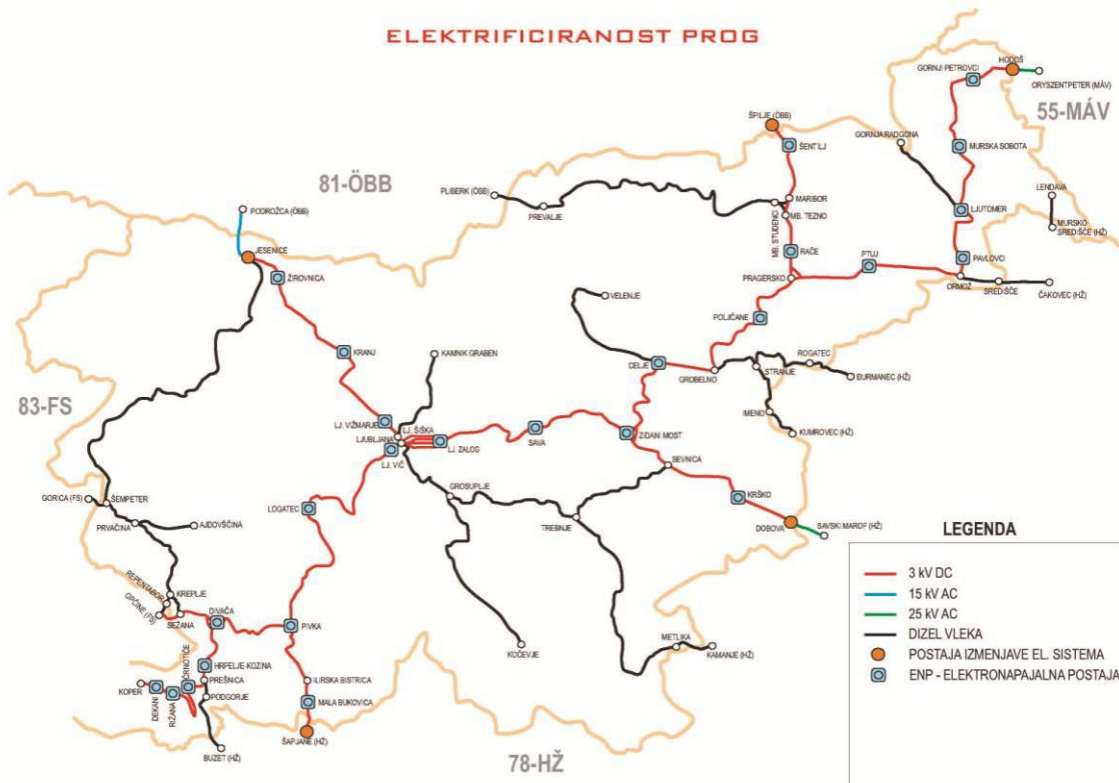 ELEKTRIFICIRANOST PROG
HODOŠ
GORNJI PETROVCI
ORYSZENTPETER (MÁV)
55-MÁV
ŠPILJE (ÖBB)
ŠENTILJ
GORNJA RADGONA
MURSKA SOBOTA
81-ÖBB
PLIBERK (ÖBB)
PREVALJE
MARIBOR
MB. TEZNO
MB. STUDENCI
LENDAVA
LJUTOMER
MURSKO
SREDIŠČE (HŽ)
PODROŽCA (ÖBB)
JESENICE
ŽIROVNICA
RAČE
PTUJ
PAVLOVCI
PRAGERSKO
ORMOŽ
SREDIŠČE
ČAKOVEC (HŽ)
VELENJE
POLJČANE
KRANJ
KAMNIK GRABEN
CELJE
GROBELNO
ROGATEC
STRANJE
ĐURMANEC (HŽ)
83-FS
IMENO
KUMROVEC (HŽ)
LJ. VIŽMARJE
LJ. ŠIŠKA
LJUBLJANA
LJ. VIČ
LJ. ZALOG
SAVA
ZIDANI MOST
SEVNICA
GORICA (FS)
ŠEMPETER
LOGATEC
GROSUPLJE
KRŠKO
PRVAČINA
AJDOVŠČINA
TREBNJE
DOBOVA
SAVSKI MAROF (HŽ)
REPENTABOR
KREPLJE
OPČINE (FS)
SEŽANA
DIVAČA
PIVKA
KOČEVJE
METLIKA
KAMANJE (HŽ)
HRPELJE-KOZINA
ČRNOTIČE
PREŠNICA
KOPER
DEKANI
RIŽANA
PODGORJE
ILIRSKA BISTRICA
MALA BUKOVICA
ŠAPJANE (HŽ)
BUZET (HŽ)
78-HŽ
LEGENDA
3 kV DC
15 kV AC
25 kV AC
DIZEL VLEKA
POSTAJA IZMENJAVE EL. SISTEMA
ENP - ELEKTRONAPAJALNA POSTAJA